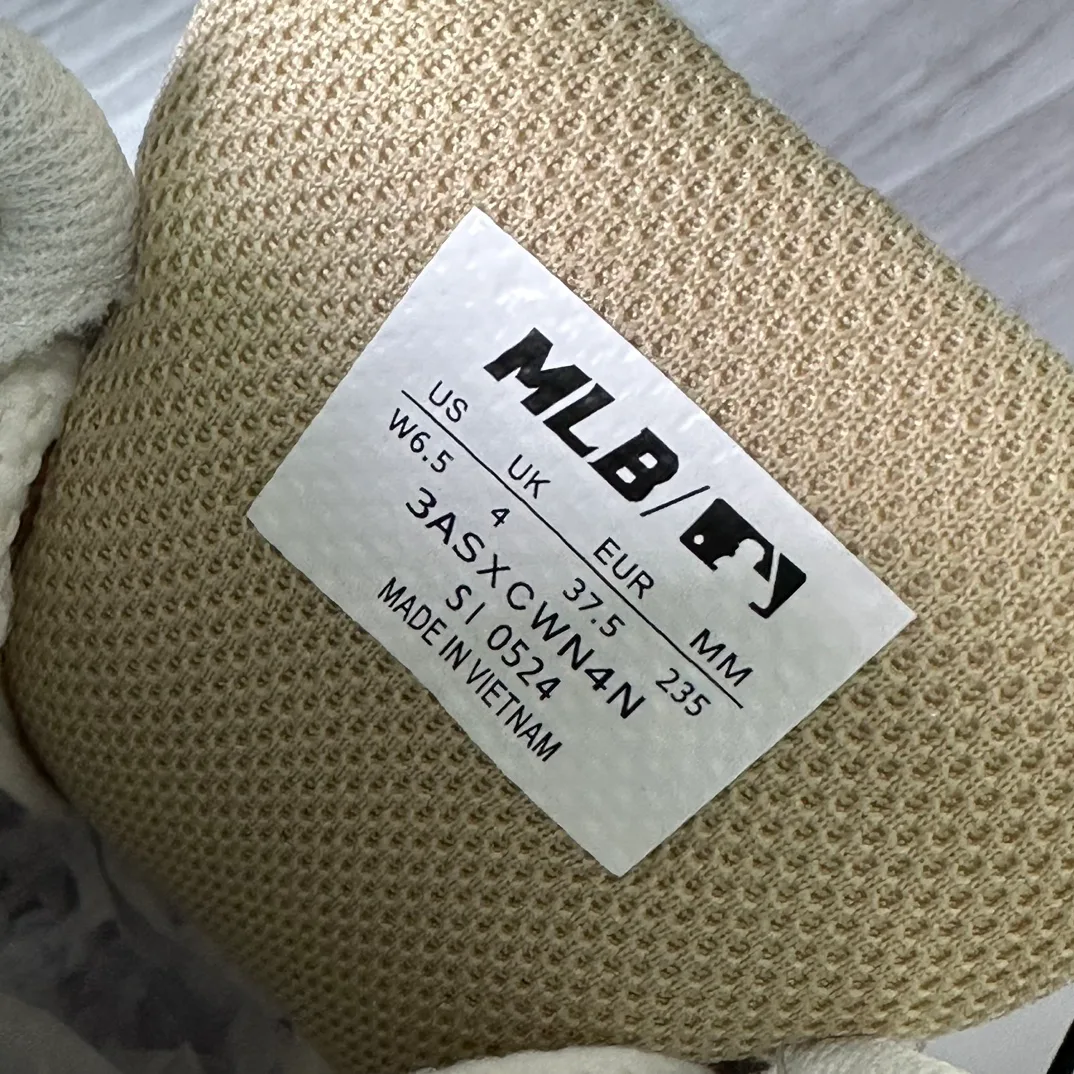 MLB/
US UK EUR MM
W6.5 4 37.5 235
3ASXCWN4N
SI 0524
MADE IN VIETNAM